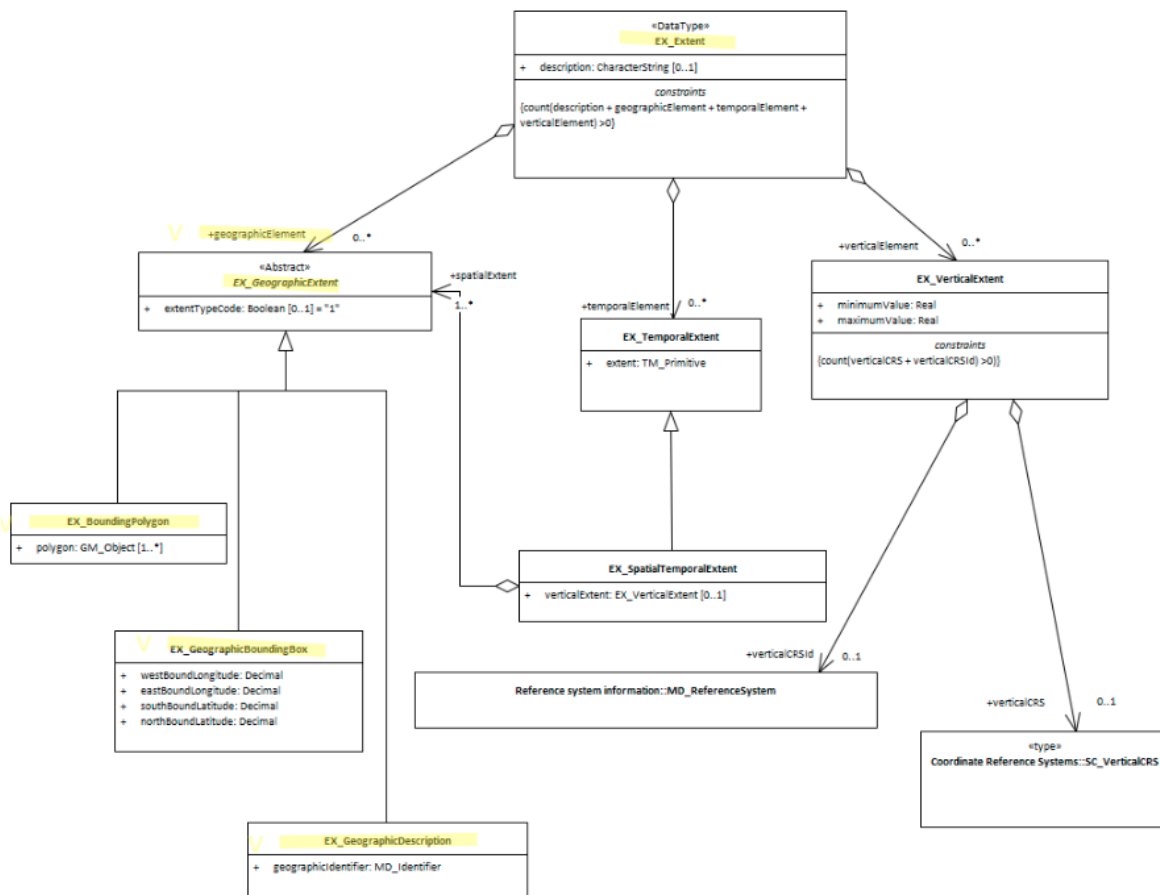 «DataType»
EX_Extent
+ description: CharacterString [0..1]
constraints
{count(description + geographicElement + temporalElement +
verticalElement) >0}
+geographicElement
0..*
«Abstract»
EX_GeographicExtent
+ extentTypeCode: Boolean [0..1] = "1"
+spatialExtent
1..*
+temporalElement
0..*
EX_TemporalExtent
+ extent: TM_Primitive
+verticalElement
0..*
EX_VerticalExtent
+ minimumValue: Real
+ maximumValue: Real
constraints
{count(verticalCRS + verticalCRSId) >0)}
EX_BoundingPolygon
+ polygon: GM_Object [1..*]
EX_SpatialTemporalExtent
+ verticalExtent: EX_VerticalExtent [0..1]
EX_GeographicBoundingBox
+ westBoundLongitude: Decimal
+ eastBoundLongitude: Decimal
+ southBoundLatitude: Decimal
+ northBoundLatitude: Decimal
+verticalCRSId
0..1
Reference system information::MD_ReferenceSystem
+verticalCRS
0..1
«type»
Coordinate Reference Systems::SC_VerticalCRS
EX_GeographicDescription
+ geographicIdentifier: MD_Identifier